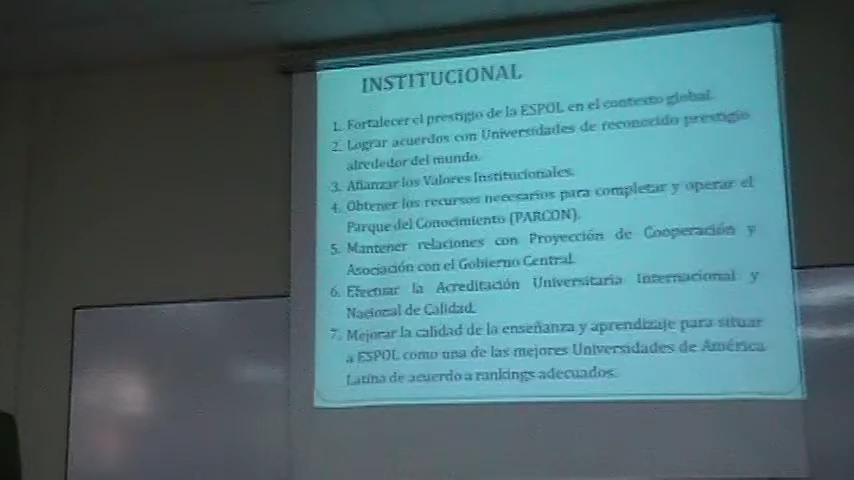 INSTITUCIONAL
1. Fortalecer el prestigio de la ESPOL en el contexto global.
2. Lograr acuerdos con Universidades de reconocido prestigio
alrededor del mundo.
3. Afianzar los Valores Institucionales.
4. Obtener los recursos necesarios para completar y operar el
Parque del Conocimiento (PARCON).
5. Mantener relaciones con Proyección de Cooperación y
Asociación con el Gobierno Central.
6. Efectuar la Acreditación Universitaria Internacional y
Nacional de Calidad.
7. Mejorar la calidad de la enseñanza y aprendizaje para situar
a ESPOL como una de las mejores Universidades de América
Latina de acuerdo a rankings adecuados.